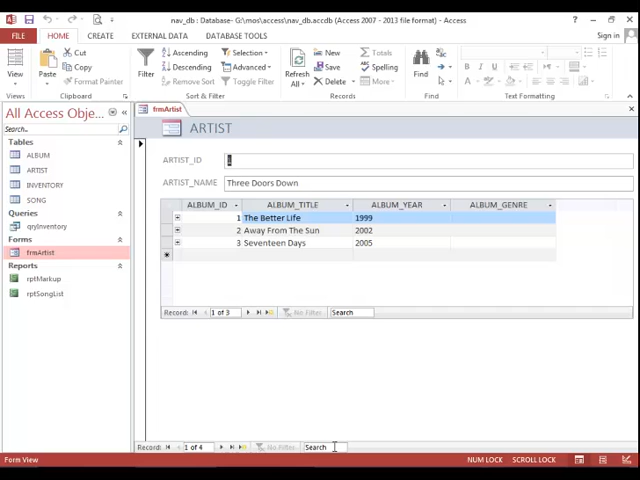 nav_db : Database- G:\mos\access\nav_db.accdb (Access 2007 - 2013 file format) - Access
Sign in
FILE HOME CREATE EXTERNAL DATA DATABASE TOOLS
View
Views
Paste
Cut
Copy
Format Painter
Clipboard
Filter
Ascending
Descending
Remove Sort
Selection
Advanced
Toggle Filter
Sort & Filter
Refresh
All
New
Save
Delete
Totals
Spelling
More
Records
Find
Find
Text Formatting
All Access Obje...
Search...
Tables
ALBUM
ARTIST
INVENTORY
SONG
Queries
qryInventory
Forms
frmArtist
Reports
rptMarkup
rptSongList
frmArtist
ARTIST
ARTIST_ID
ARTIST_NAME Three Doors Down
ALBUM_ID ALBUM_TITLE ALBUM_YEAR ALBUM_GENRE
1 The Better Life 1999
2 Away From The Sun 2002
3 Seventeen Days 2005
Record: 1 of 3 No Filter Search
Record: 1 of 4 No Filter Search
Form View NUM LOCK SCROLL LOCK